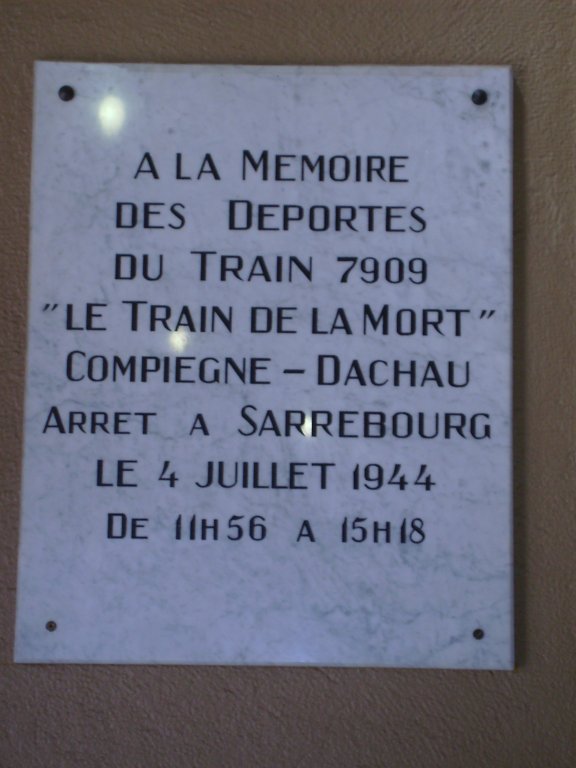 A LA MEMOIRE
DES DEPORTES
DU TRAIN 7909
"LE TRAIN DE LA MORT"
COMPIEGNE - DACHAU
ARRET A SARREBOURG
LE 4 JUILLET 1944
DE 11H56 A 15H18